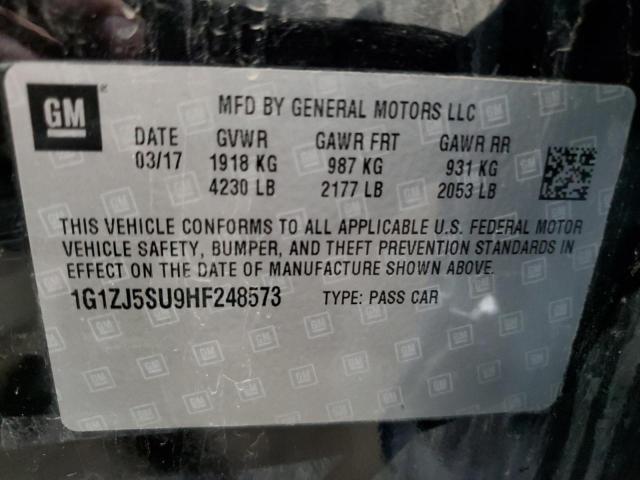 GM
MFD BY GENERAL MOTORS LLC
DATE GVWR GAWR FRT GAWR RR
03/17 1918 KG 987 KG 931 KG
4230 LB 2177 LB 2053 LB
THIS VEHICLE CONFORMS TO ALL APPLICABLE U.S. FEDERAL MOTOR
VEHICLE SAFETY, BUMPER, AND THEFT PREVENTION STANDARDS IN
EFFECT ON THE DATE OF MANUFACTURE SHOWN ABOVE.
1G1ZJ5SU9HF248573 TYPE: PASS CAR